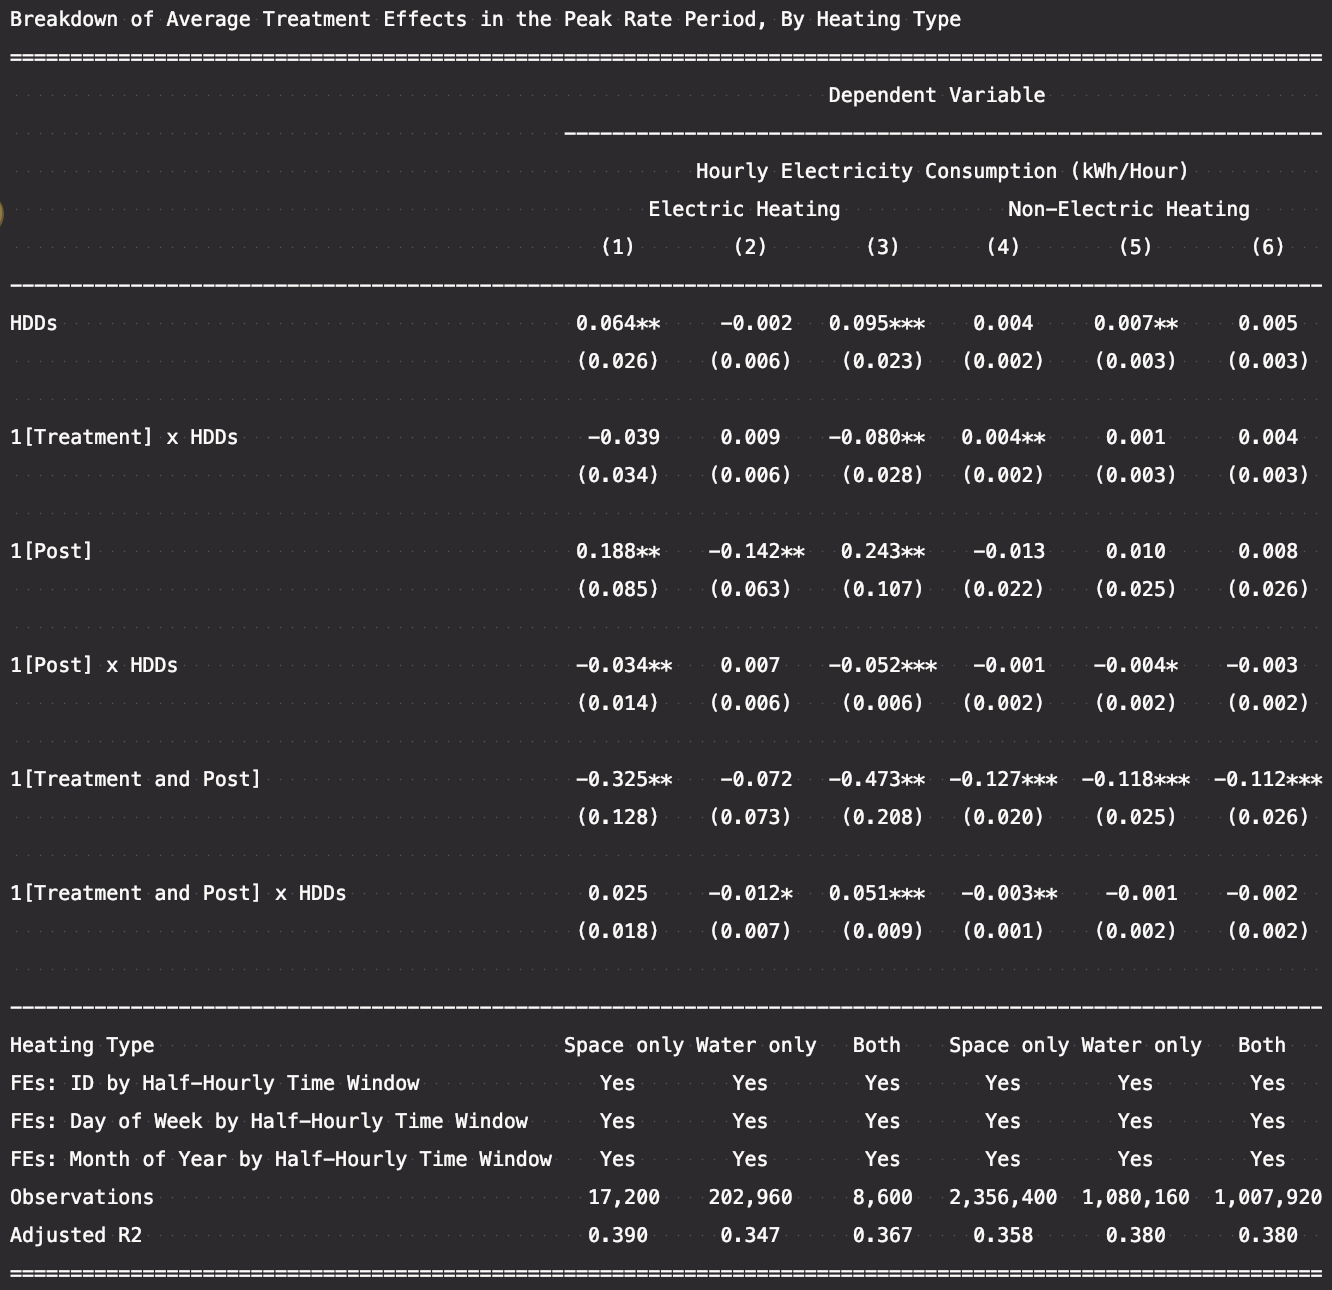 Breakdown of Average Treatment Effects in the Peak Rate Period, By Heating Type
Dependent Variable
Hourly Electricity Consumption (kWh/Hour)
Electric Heating Non-Electric Heating
(1) (2) (3) (4) (5) (6)
HDDs 0.064** -0.002 0.095*** 0.004 0.007** 0.005
(0.026) (0.006) (0.023) (0.002) (0.003) (0.003)
1[Treatment] x HDDs -0.039 0.009 -0.080** 0.004** 0.001 0.004
(0.034) (0.006) (0.028) (0.002) (0.003) (0.003)
1[Post] 0.188** -0.142** 0.243** -0.013 0.010 0.008
(0.085) (0.063) (0.107) (0.022) (0.025) (0.026)
1[Post] x HDDs -0.034** 0.007 -0.052*** -0.001 -0.004* -0.003
(0.014) (0.006) (0.006) (0.002) (0.002) (0.002)
1[Treatment and Post] -0.325** -0.072 -0.473** -0.127*** -0.118*** -0.112***
(0.128) (0.073) (0.208) (0.020) (0.025) (0.026)
1[Treatment and Post] x HDDs 0.025 -0.012* 0.051*** -0.003** -0.001 -0.002
(0.018) (0.007) (0.009) (0.001) (0.002) (0.002)
Heating Type Space only Water only Both Space only Water only Both
FEs: ID by Half-Hourly Time Window Yes Yes Yes Yes Yes Yes
FEs: Day of Week by Half-Hourly Time Window Yes Yes Yes Yes Yes Yes
FEs: Month of Year by Half-Hourly Time Window Yes Yes Yes Yes Yes Yes
Observations 17,200 202,960 8,600 2,356,400 1,080,160 1,007,920
Adjusted R2 0.390 0.347 0.367 0.358 0.380 0.380